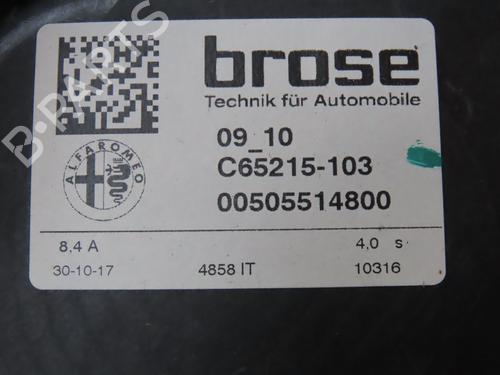 brose
Technik für Automobile
09_10
C65215-103
00505514800
ALFA ROMEO
8,4 A
4,0 s
30-10-17
4858 IT
10316
B-PARTS